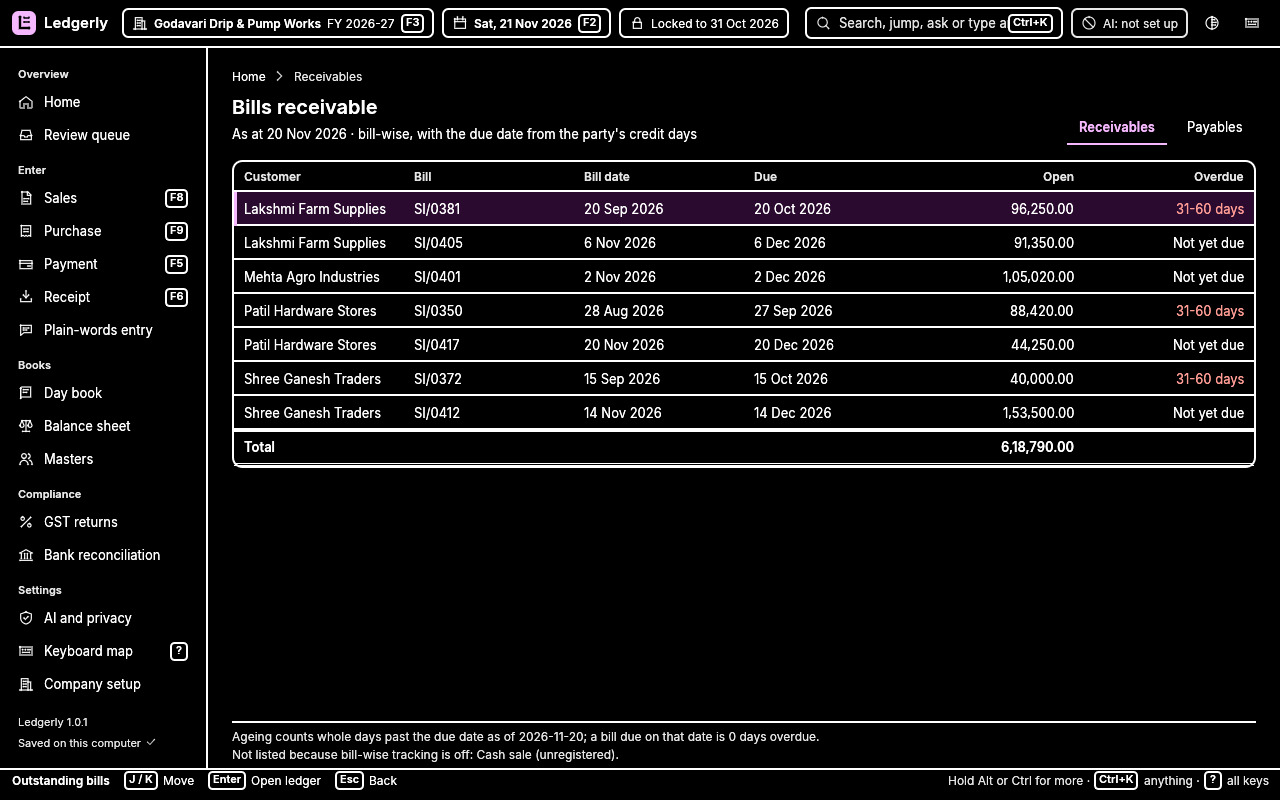 Ledgerly
Godavari Drip & Pump Works FY 2026-27 F3
Sat, 21 Nov 2026 F2
Locked to 31 Oct 2026
Search, jump, ask or type a Ctrl+K
AI: not set up
Overview
Home
Review queue
Enter
Sales F8
Purchase F9
Payment F5
Receipt F6
Plain-words entry
Books
Day book
Balance sheet
Masters
Compliance
GST returns
Bank reconciliation
Settings
AI and privacy
Keyboard map ?
Company setup
Ledgerly 1.0.1
Saved on this computer
Home > Receivables
Bills receivable
As at 20 Nov 2026 · bill-wise, with the due date from the party's credit days
Receivables Payables
Customer Bill Bill date Due Open Overdue
Lakshmi Farm Supplies SI/0381 20 Sep 2026 20 Oct 2026 96,250.00 31-60 days
Lakshmi Farm Supplies SI/0405 6 Nov 2026 6 Dec 2026 91,350.00 Not yet due
Mehta Agro Industries SI/0401 2 Nov 2026 2 Dec 2026 1,05,020.00 Not yet due
Patil Hardware Stores SI/0350 28 Aug 2026 27 Sep 2026 88,420.00 31-60 days
Patil Hardware Stores SI/0417 20 Nov 2026 20 Dec 2026 44,250.00 Not yet due
Shree Ganesh Traders SI/0372 15 Sep 2026 15 Oct 2026 40,000.00 31-60 days
Shree Ganesh Traders SI/0412 14 Nov 2026 14 Dec 2026 1,53,500.00 Not yet due
Total 6,18,790.00
Ageing counts whole days past the due date as of 2026-11-20; a bill due on that date is 0 days overdue.
Not listed because bill-wise tracking is off: Cash sale (unregistered).
Outstanding bills J / K Move Enter Open ledger Esc Back
Hold Alt or Ctrl for more · Ctrl+K anything · ? all keys